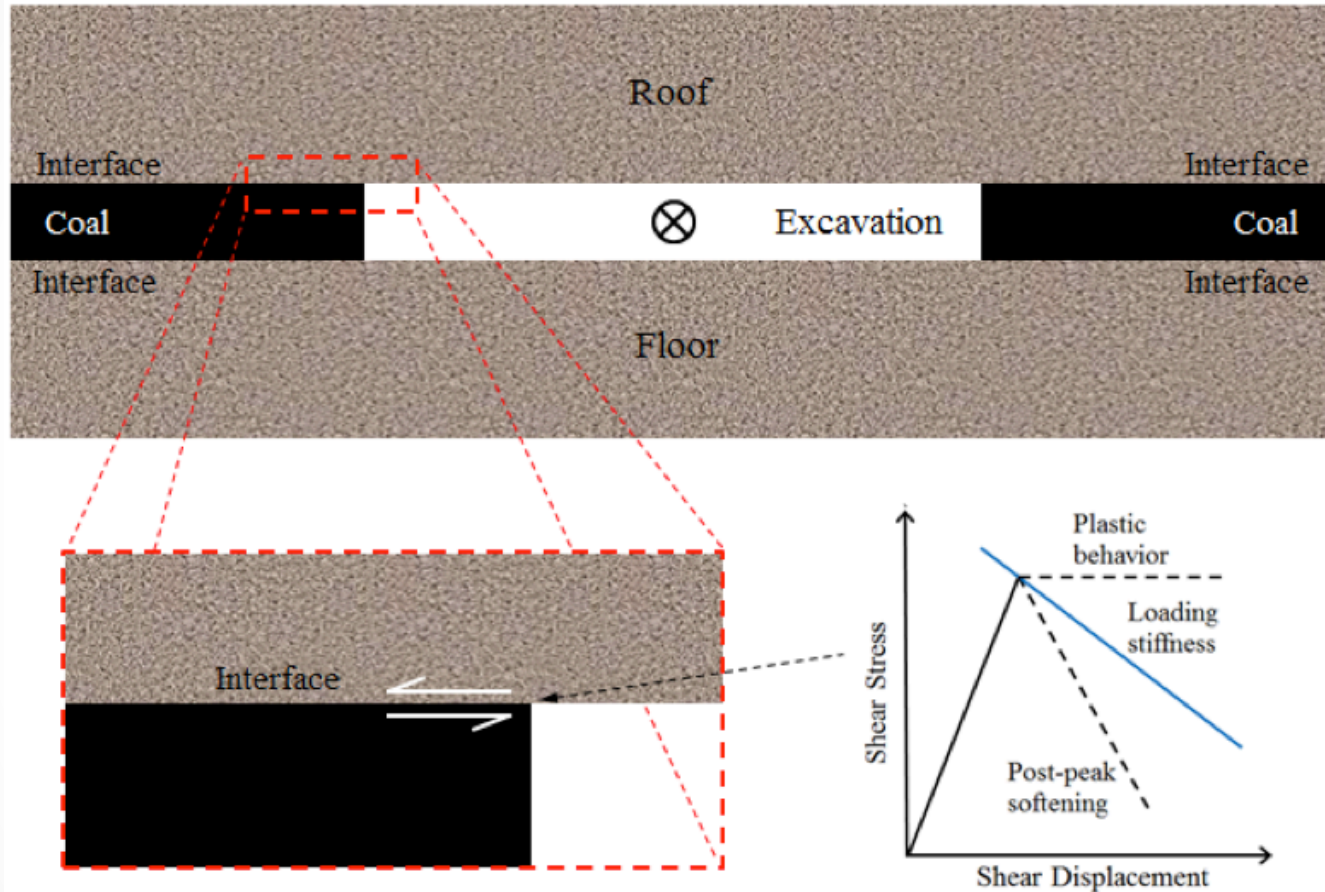 Roof
Interface
Interface
Coal
Excavation
Coal
Interface
Interface
Floor
Interface
Plastic
behavior
Loading
stiffness
Post-peak
softening
Shear Stress
Shear Displacement